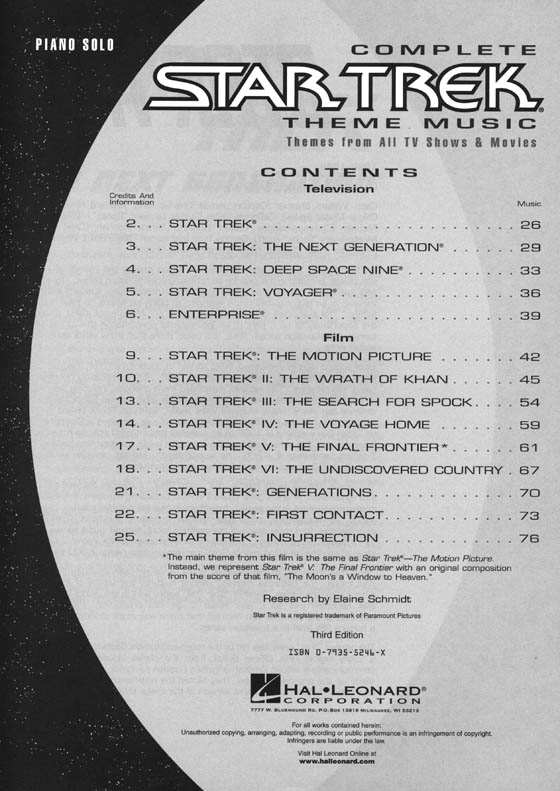 PIANO SOLO
COMPLETE
STAR TREK®
THEME MUSIC
Themes from All TV Shows & Movies
CONTENTS
Television
Credits And
Information
Music
2. . . STAR TREK® . . . . . . . . . . . . . . . . . . . . . . 26
3. . . STAR TREK: THE NEXT GENERATION® . . . . . . 29
4. . . STAR TREK: DEEP SPACE NINE® . . . . . . . . . . 33
5. . . STAR TREK: VOYAGER® . . . . . . . . . . . . . . . 36
6. . . ENTERPRISE® . . . . . . . . . . . . . . . . . . . . . 39
Film
9. . . STAR TREK®: THE MOTION PICTURE . . . . . . . 42
10. . . STAR TREK® II: THE WRATH OF KHAN . . . . . . 45
13. . . STAR TREK® III: THE SEARCH FOR SPOCK. . . . 54
14. . . STAR TREK® IV: THE VOYAGE HOME . . . . . . . 59
17. . . STAR TREK® V: THE FINAL FRONTIER* . . . . . . 61
18. . . STAR TREK® VI: THE UNDISCOVERED COUNTRY . 67
21. . . STAR TREK®: GENERATIONS. . . . . . . . . . . . 70
22. . . STAR TREK®: FIRST CONTACT. . . . . . . . . . . 73
25. . . STAR TREK®: INSURRECTION . . . . . . . . . . . 76
*The main theme from this film is the same as Star Trek®—The Motion Picture.
Instead, we represent Star Trek® V: The Final Frontier with an original composition
from the score of that film, "The Moon's a Window to Heaven."
Research by Elaine Schmidt
Star Trek is a registered trademark of Paramount Pictures
Third Edition
ISBN 0-7935-5246-X
HAL•LEONARD®
CORPORATION
7777 W. BLUEMOUND RD. P.O. BOX 13819 MILWAUKEE, WI 53213
For all works contained herein:
Unauthorized copying, arranging, adapting, recording or public performance is an infringement of copyright.
Infringers are liable under the law.
Visit Hal Leonard Online at
www.halleonard.com